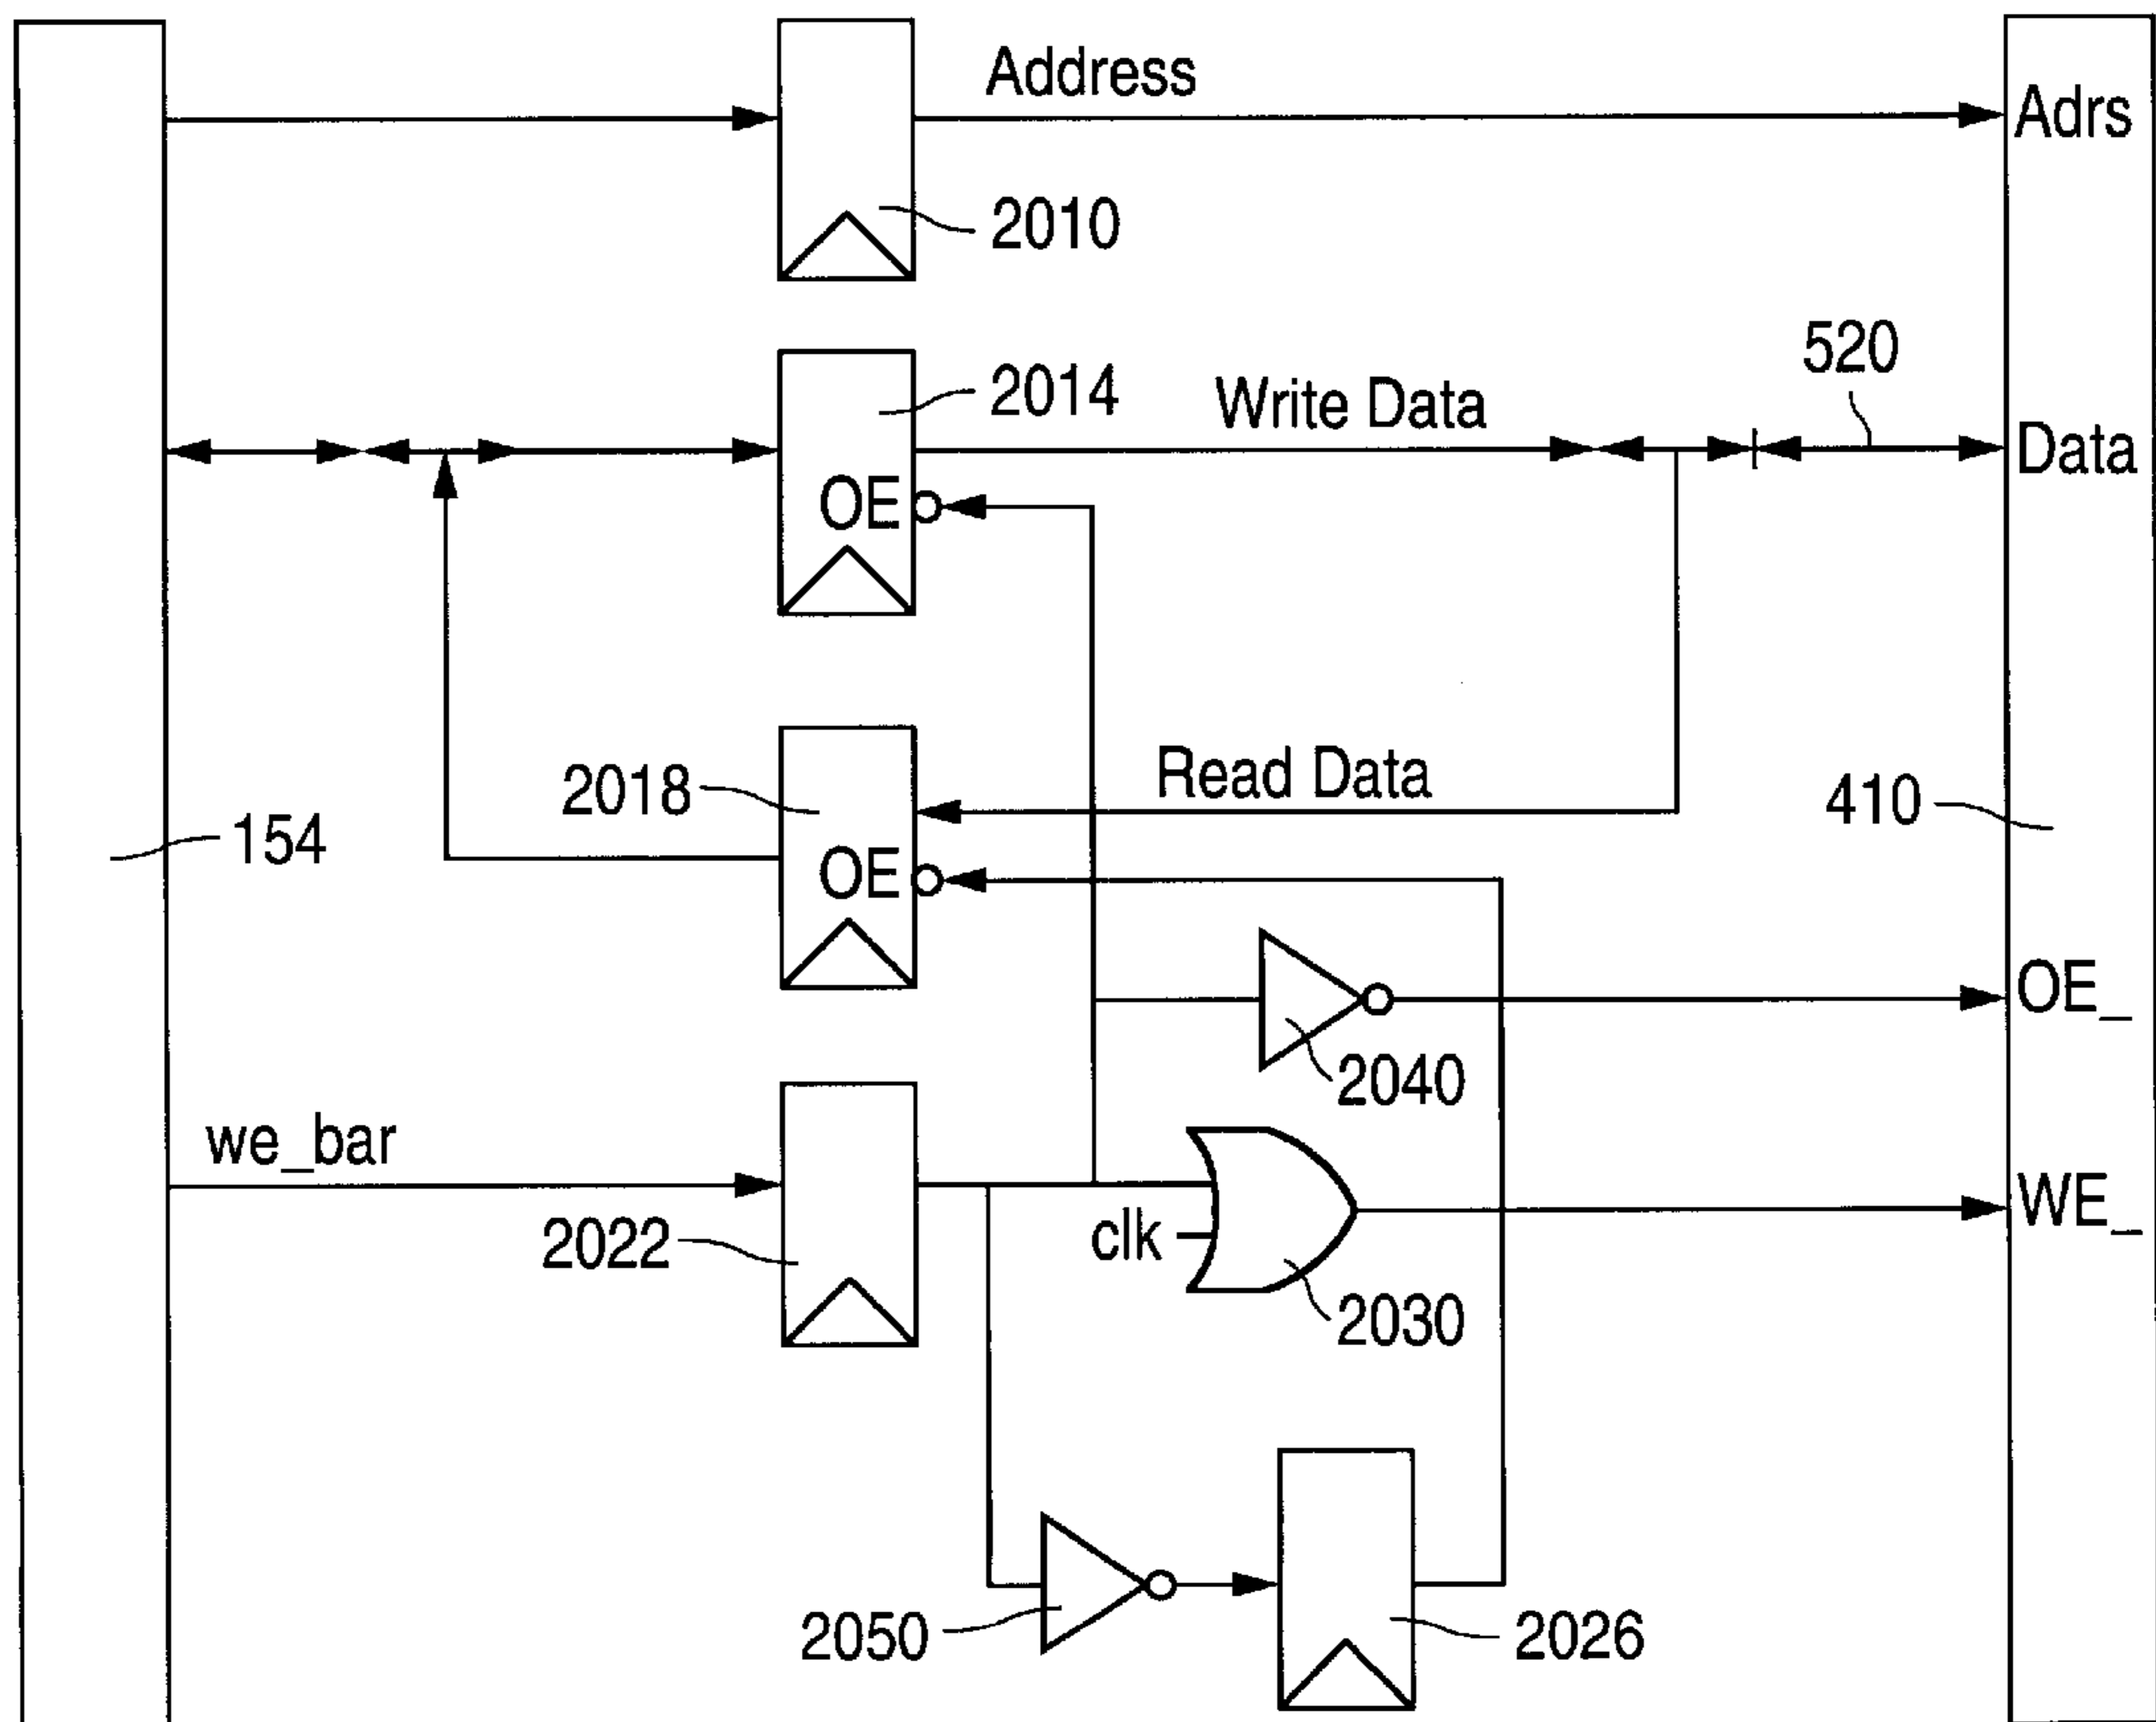 Address
Adrs
2010
520
2014
Write Data
Data
OE
2018
Read Data
410
154
OE
OE_
2040
we_bar
WE_
2022
clk
2030
2050
2026